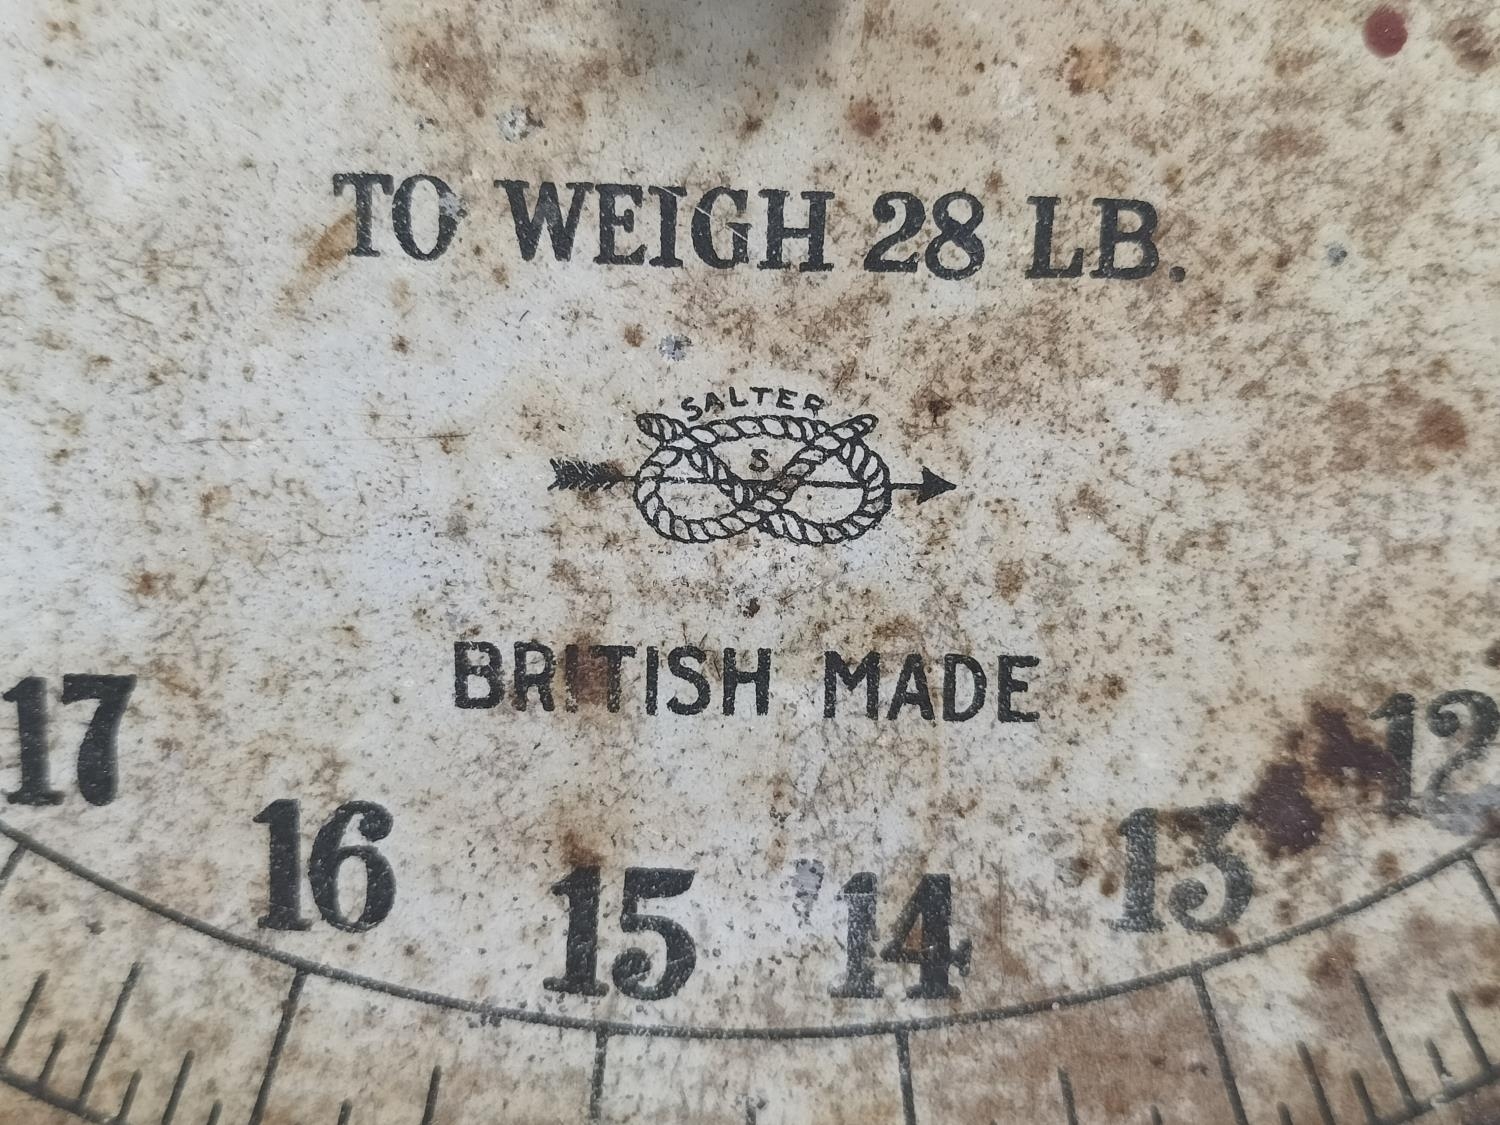 TO WEIGH 28 LB.
SALTER
S
BRITISH MADE
17 16 15 14 13 12